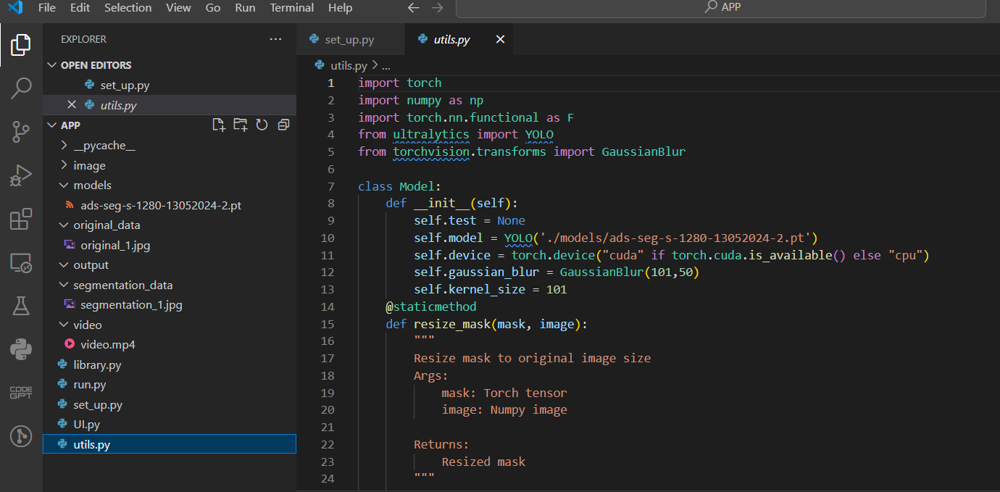 File Edit Selection View Go Run Terminal Help APP
EXPLORER
OPEN EDITORS
set_up.py
utils.py
APP
__pycache__
image
models
ads-seg-s-1280-13052024-2.pt
original_data
original_1.jpg
output
segmentation_data
segmentation_1.jpg
video
video.mp4
library.py
run.py
set_up.py
UI.py
utils.py
CODE
GPT
set_up.py utils.py
utils.py > ...
1 import torch
2 import numpy as np
3 import torch.nn.functional as F
4 from ultralytics import YOLO
5 from torchvision.transforms import GaussianBlur
6
7 class Model:
8 def __init__(self):
9 self.test = None
10 self.model = YOLO('./models/ads-seg-s-1280-13052024-2.pt')
11 self.device = torch.device("cuda" if torch.cuda.is_available() else "cpu")
12 self.gaussian_blur = GaussianBlur(101,50)
13 self.kernel_size = 101
14 @staticmethod
15 def resize_mask(mask, image):
16 """
17 Resize mask to original image size
18 Args:
19 mask: Torch tensor
20 image: Numpy image
21
22 Returns:
23 Resized mask
24 """